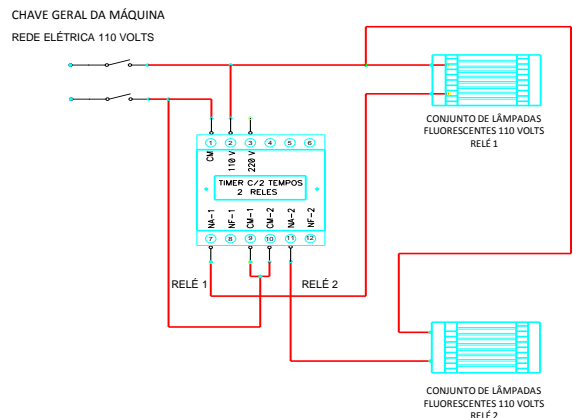 CHAVE GERAL DA MÁQUINA
REDE ELÉTRICA 110 VOLTS
CONJUNTO DE LÂMPADAS
FLUORESCENTES 110 VOLTS
RELÉ 1
1 2 3 4 5 6
CM 110 V 220 V
TIMER C/2 TEMPOS
2 RELES
NA-1 NF-1 CM-1 CM-2 NA-2 NF-2
7 8 9 10 11 12
RELÉ 1 RELÉ 2
CONJUNTO DE LÂMPADAS
FLUORESCENTES 110 VOLTS
RELÉ 2